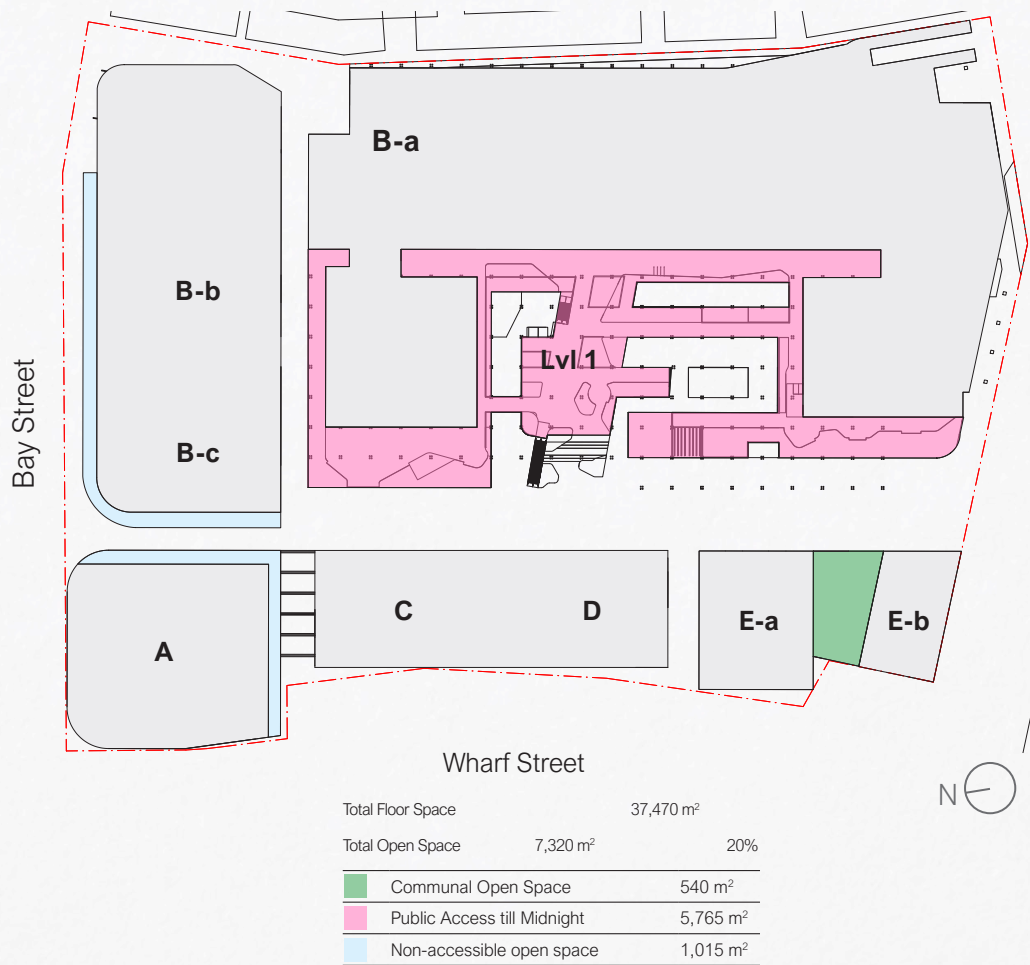 B-a
B-b
Lvl 1
Bay Street
B-c
C
D
E-a
E-b
A
Wharf Street
N
Total Floor Space 37,470 m²
Total Open Space 7,320 m² 20%
Communal Open Space 540 m²
Public Access till Midnight 5,765 m²
Non-accessible open space 1,015 m²